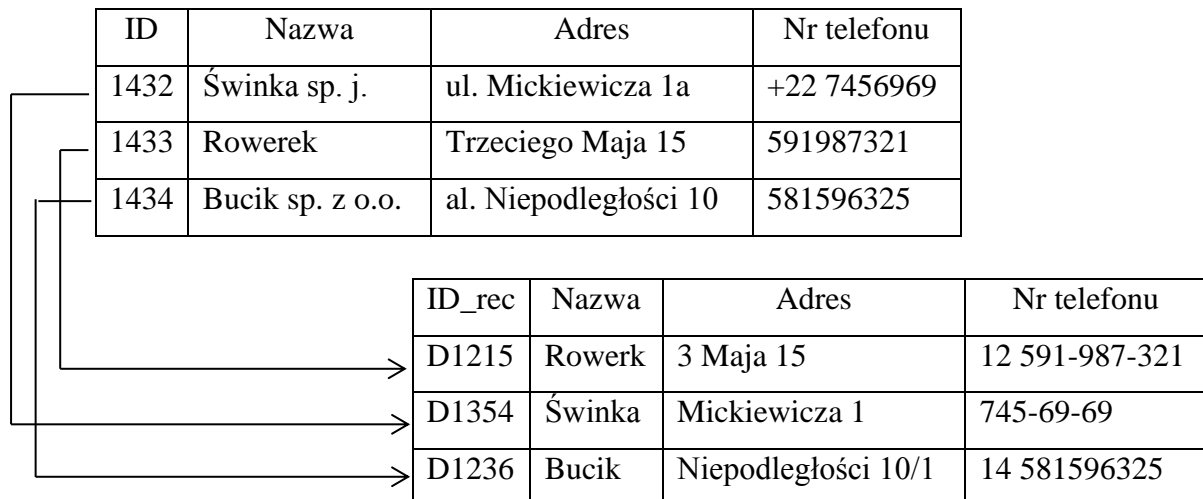 ID Nazwa Adres Nr telefonu
1432 Świnka sp. j. ul. Mickiewicza 1a +22 7456969
1433 Rowerek Trzeciego Maja 15 591987321
1434 Bucik sp. z o.o. al. Niepodległości 10 581596325
ID_rec Nazwa Adres Nr telefonu
D1215 Rowerk 3 Maja 15 12 591-987-321
D1354 Świnka Mickiewicza 1 745-69-69
D1236 Bucik Niepodległości 10/1 14 581596325